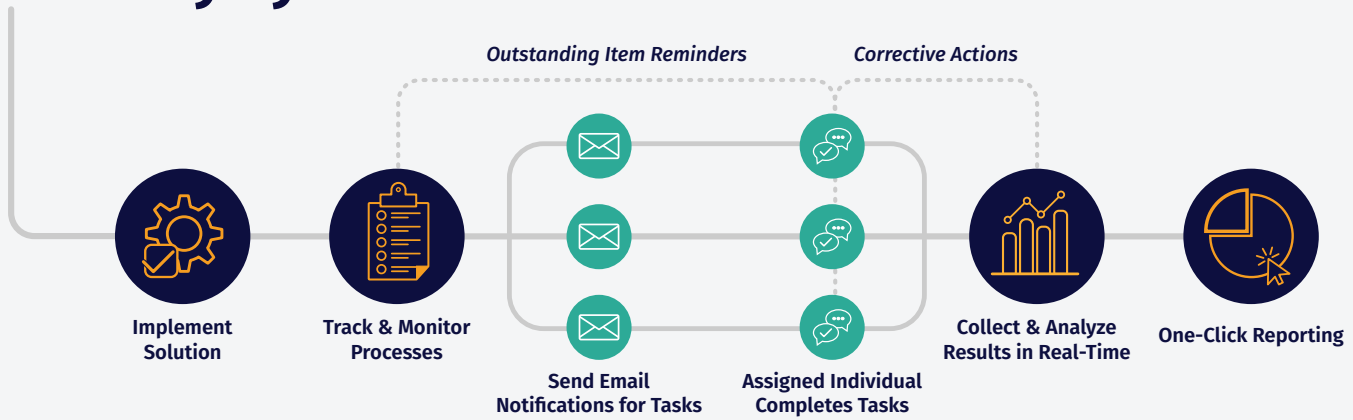 Outstanding Item Reminders
Corrective Actions
Implement
Solution
Track & Monitor
Processes
Send Email
Notifications for Tasks
Assigned Individual
Completes Tasks
Collect & Analyze
Results in Real-Time
One-Click Reporting